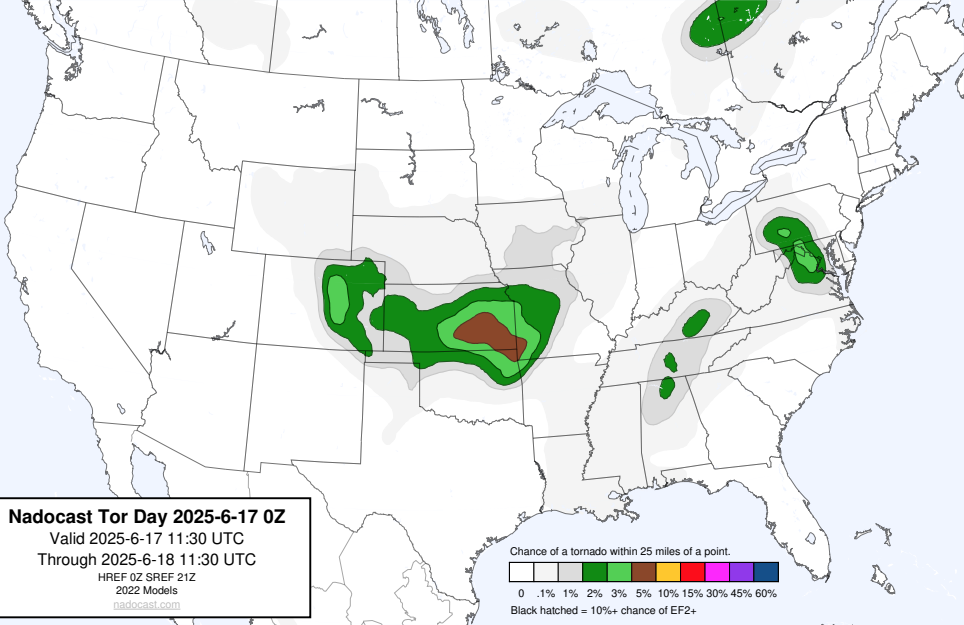 Nadocast Tor Day 2025-6-17 0Z
Valid 2025-6-17 11:30 UTC
Through 2025-6-18 11:30 UTC
HREF 0Z SREF 21Z
2022 Models
nadocast.com
Chance of a tornado within 25 miles of a point.
0 .1% 1% 2% 3% 5% 10% 15% 30% 45% 60%
Black hatched = 10%+ chance of EF2+